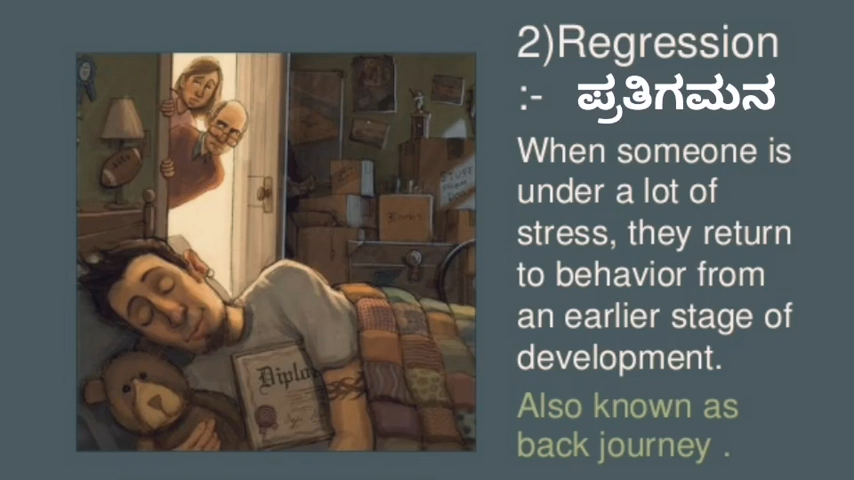 2)Regression
:- ಪ್ರತಿಗಮನ
When someone is
under a lot of
stress, they return
to behavior from
an earlier stage of
development.
Also known as
back journey .
Diplo